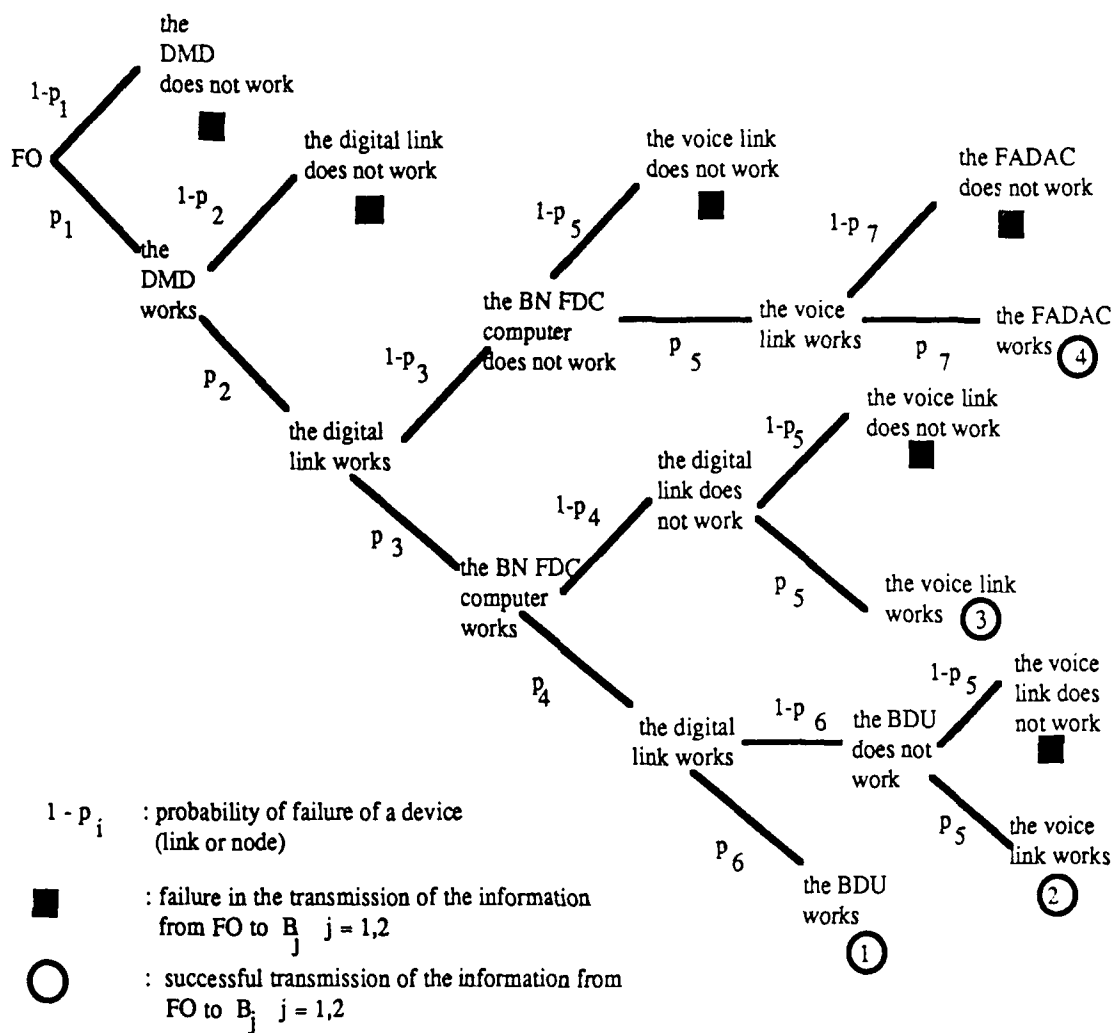 the
DMD
does not work
1-p1
FO
p1
the
DMD
works
the digital link
does not work
1-p2
p2
the digital
link works
1-p3
the BN FDC
computer
does not work
the voice link
does not work
1-p5
p5
the voice
link works
1-p7
the FADAC
does not work
p7
the FADAC
works 4
p3
the BN FDC
computer
works
1-p4
the digital
link does
not work
1-p5
the voice link
does not work
p5
the voice link
works 3
p4
the digital
link works
1-p6
the BDU
does not
work
1-p5
the voice
link does
not work
p5
the voice
link works
2
p6
the BDU
works
1
1 - pi : probability of failure of a device
(link or node)
: failure in the transmission of the information
from FO to Bj j = 1,2
: successful transmission of the information from
FO to Bj j = 1,2